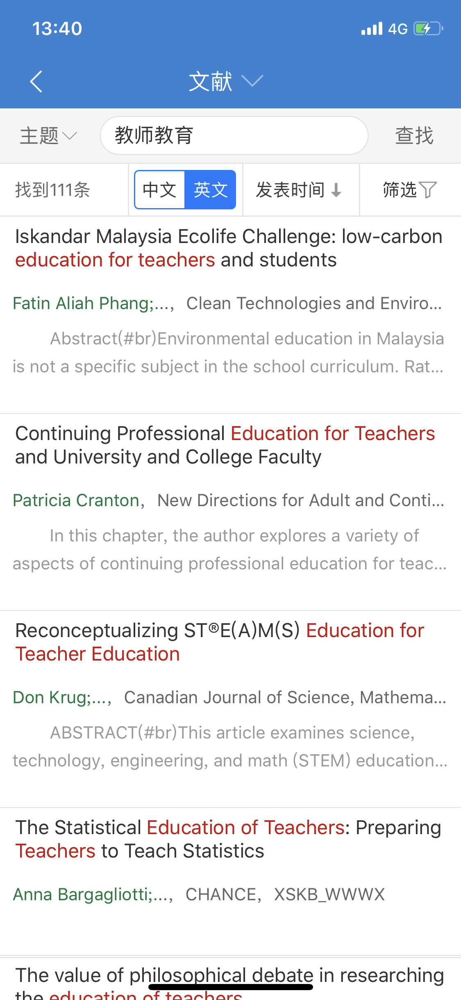 13:40 4G
文献
主题 教师教育 查找
找到111条 中文 英文 发表时间 筛选
Iskandar Malaysia Ecolife Challenge: low-carbon
education for teachers and students
Fatin Aliah Phang;..., Clean Technologies and Enviro...
Abstract(#br)Environmental education in Malaysia
is not a specific subject in the school curriculum. Rat...
Continuing Professional Education for Teachers
and University and College Faculty
Patricia Cranton, New Directions for Adult and Conti...
In this chapter, the author explores a variety of
aspects of continuing professional education for teac...
Reconceptualizing ST®E(A)M(S) Education for
Teacher Education
Don Krug;..., Canadian Journal of Science, Mathema...
ABSTRACT(#br)This article examines science,
technology, engineering, and math (STEM) education...
The Statistical Education of Teachers: Preparing
Teachers to Teach Statistics
Anna Bargagliotti;..., CHANCE, XSKB_WWWX
The value of philosophical debate in researching
the education of teachers